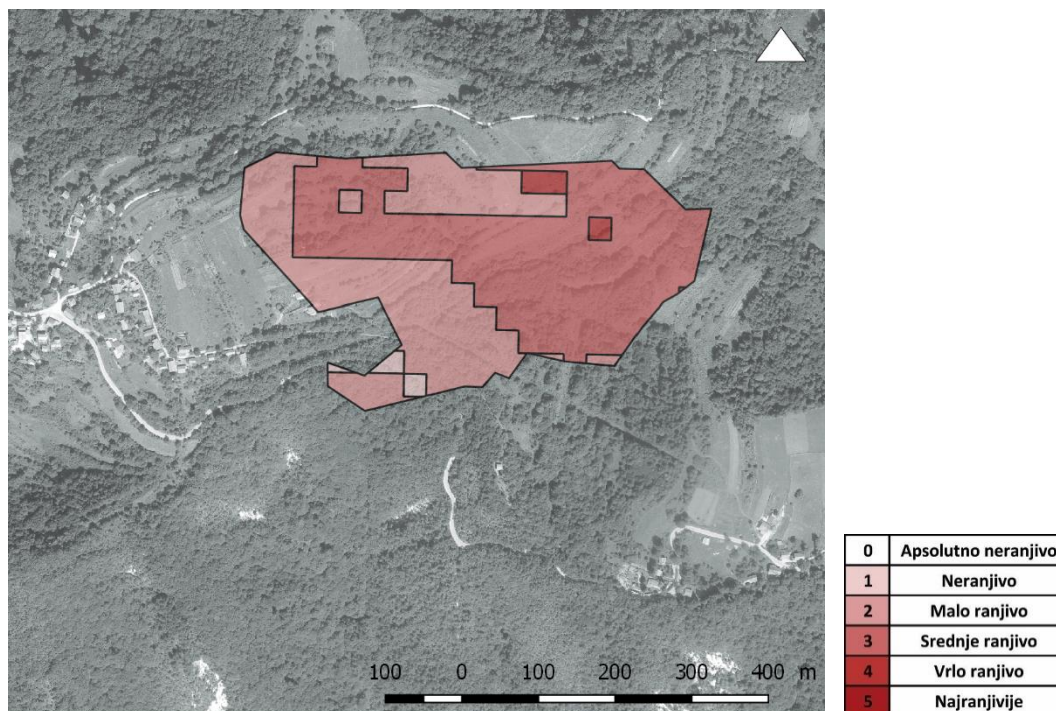 100 0 100 200 300 400 m
0 Apsolutno neranjivo
1 Neranjivo
2 Malo ranjivo
3 Srednje ranjivo
4 Vrlo ranjivo
5 Najranjivije